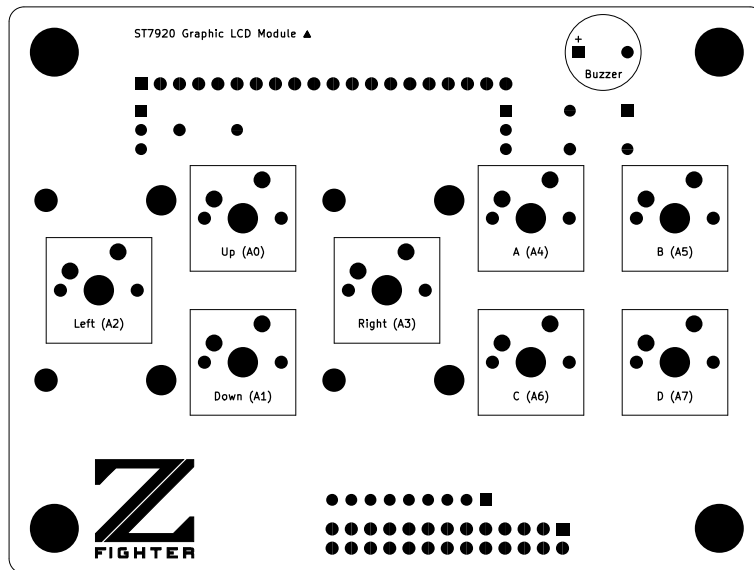 ST7920 Graphic LCD Module ▲
+
Buzzer
Up (A0)
A (A4)
B (A5)
Left (A2)
Right (A3)
Down (A1)
C (A6)
D (A7)
Z
FIGHTER